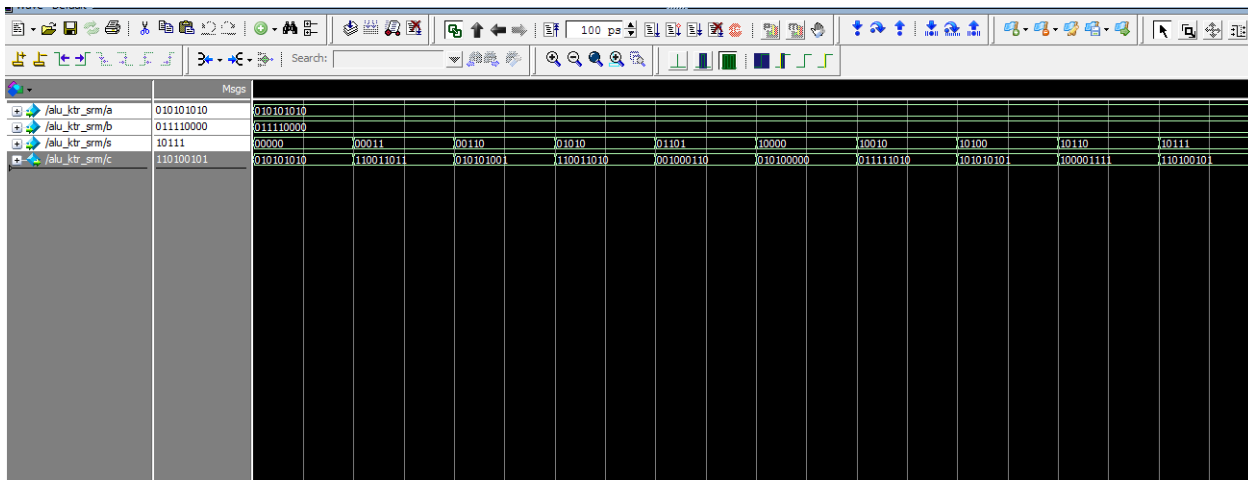 100 ps
Search:
Msgs
/alu_ktr_srm/a 010101010 010101010
/alu_ktr_srm/b 011110000 011110000
/alu_ktr_srm/s 10111 00000 00011 00110 01010 01101 10000 10010 10100 10110 10111
/alu_ktr_srm/c 110100101 010101010 110011011 010101001 110011010 001000110 010100000 011111010 101010101 100001111 110100101